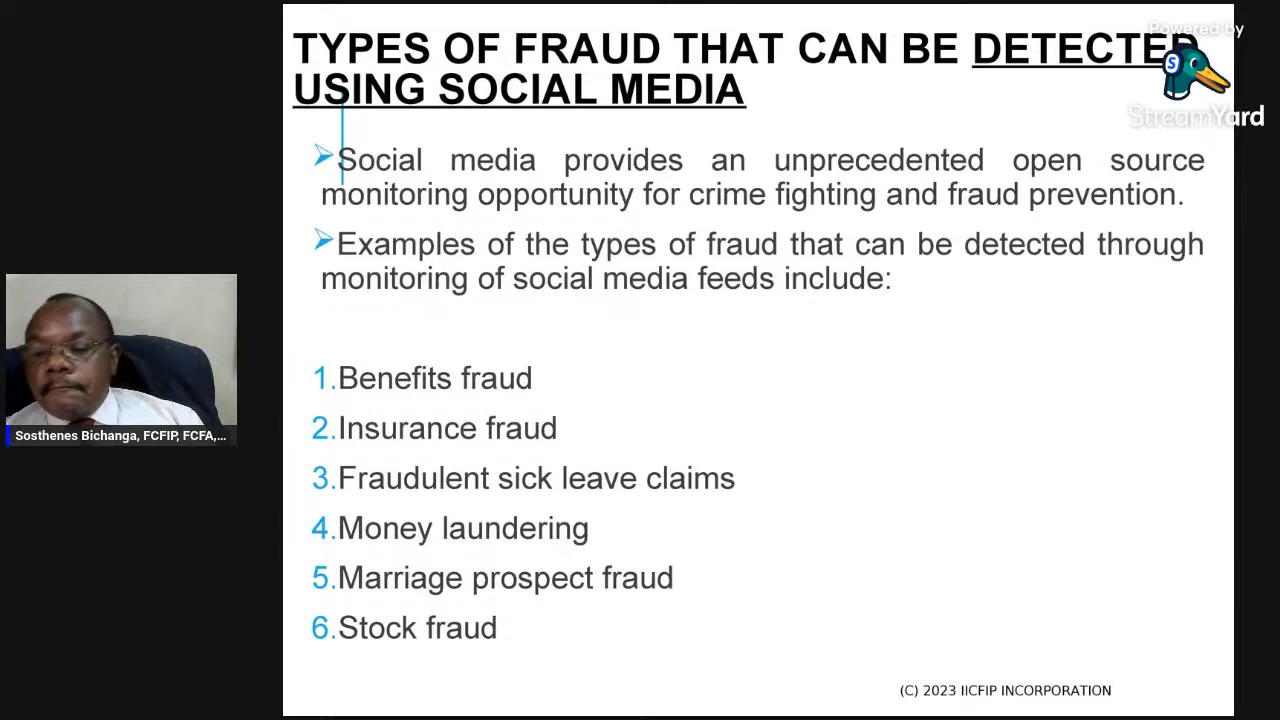 TYPES OF FRAUD THAT CAN BE DETECTED
USING SOCIAL MEDIA
Powered by
S
StreamYard
➢Social media provides an unprecedented open source
monitoring opportunity for crime fighting and fraud prevention.
➢Examples of the types of fraud that can be detected through
monitoring of social media feeds include:
1.Benefits fraud
2.Insurance fraud
3.Fraudulent sick leave claims
4.Money laundering
5.Marriage prospect fraud
6.Stock fraud
Sosthenes Bichanga, FCFIP, FCFA,...
(C) 2023 IICFIP INCORPORATION